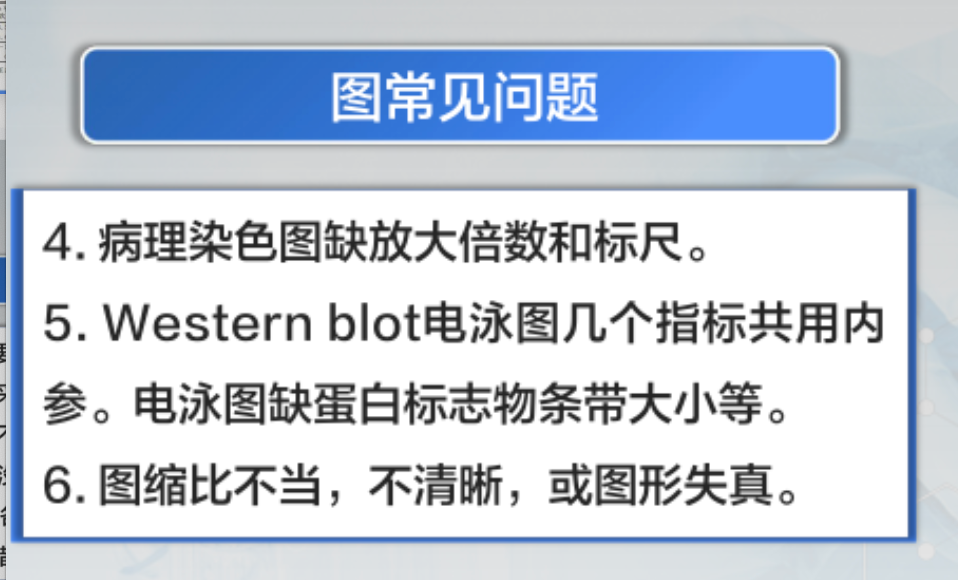 图常见问题
4. 病理染色图缺放大倍数和标尺。
5. Western blot电泳图几个指标共用内
参。电泳图缺蛋白标志物条带大小等。
6. 图缩比不当，不清晰，或图形失真。